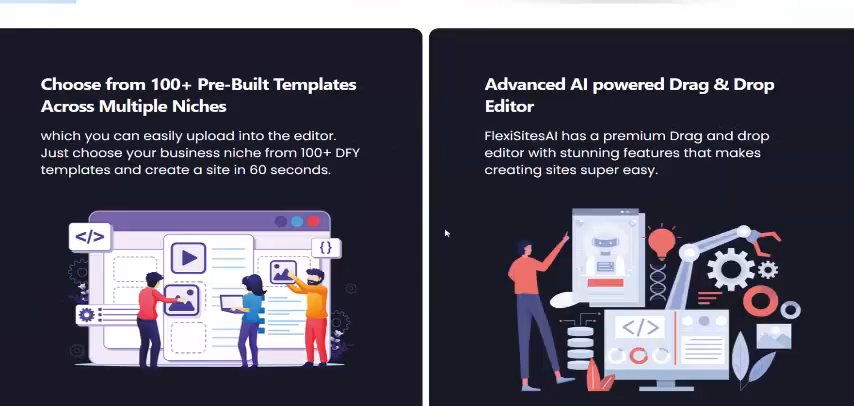 Choose from 100+ Pre-Built Templates
Across Multiple Niches
which you can easily upload into the editor.
Just choose your business niche from 100+ DFY
templates and create a site in 60 seconds.
</>
{}
Advanced AI powered Drag & Drop
Editor
FlexiSitesAI has a premium Drag and drop
editor with stunning features that makes
creating sites super easy.
</>